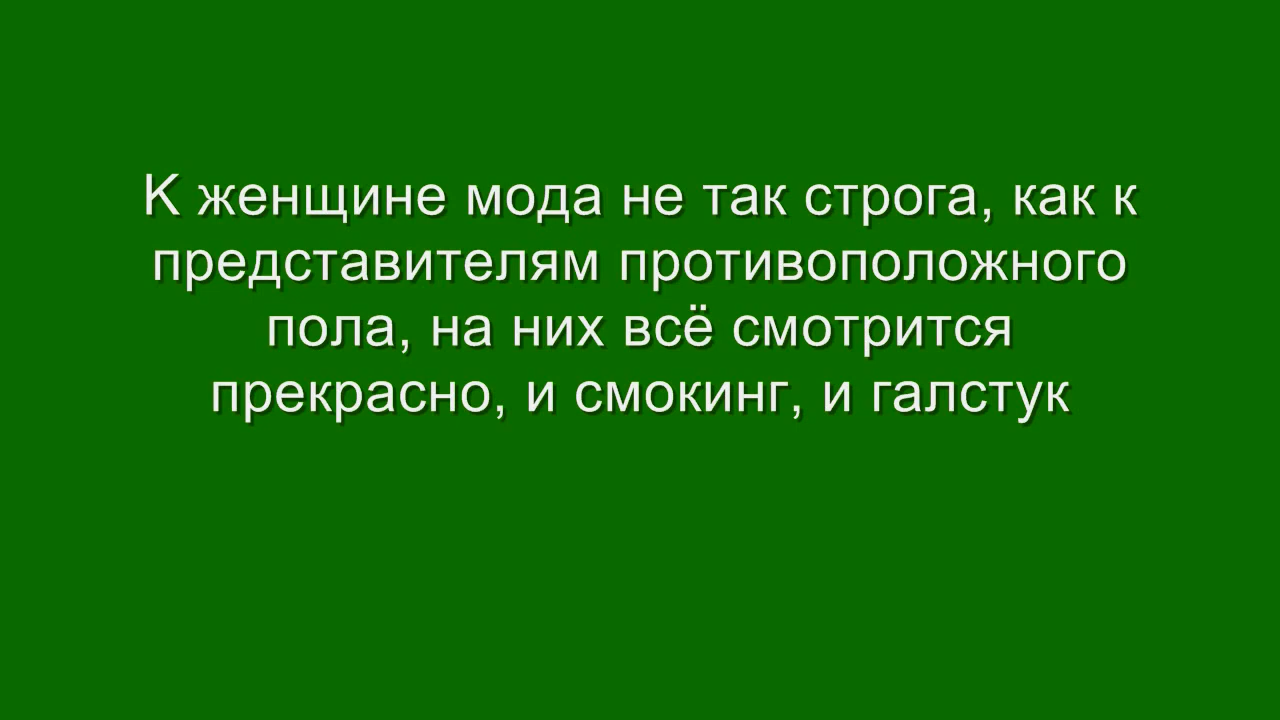 К женщине мода не так строга, как к
представителям противоположного
пола, на них всё смотрится
прекрасно, и смокинг, и галстук